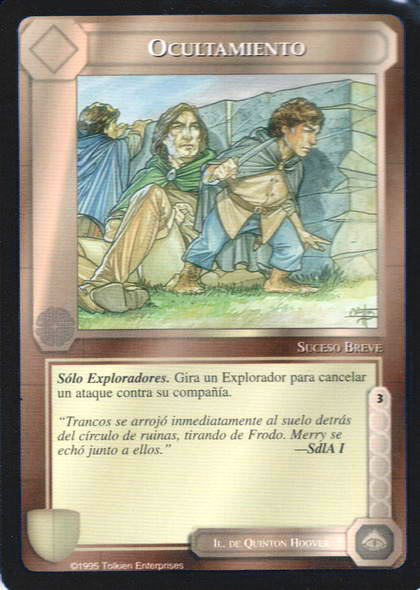 Ocultamiento
Suceso Breve
Sólo Exploradores. Gira un Explorador para cancelar
un ataque contra su compañía.
3
“Trancos se arrojó inmediatamente al suelo detrás
del círculo de ruinas, tirando de Frodo. Merry se
echó junto a ellos.” —SdlA I
Il. de Quinton Hoover
©1995 Tolkien Enterprises